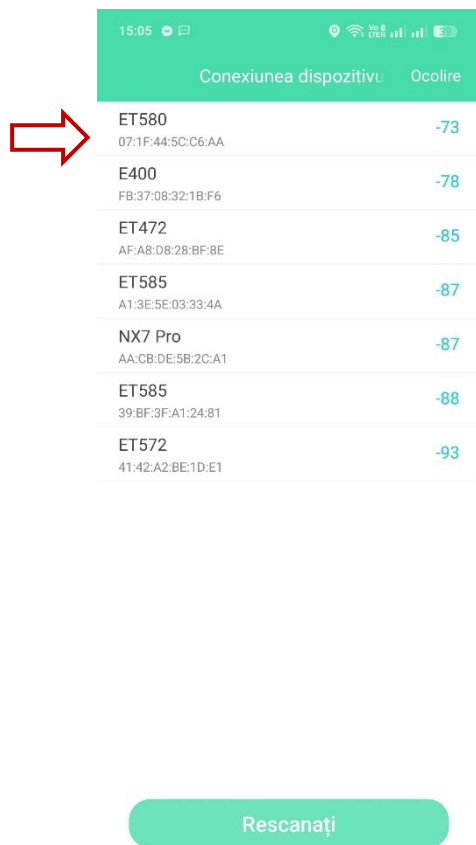 15:05
Vo LTE
Conexiunea dispozitivu Ocolire
ET580 -73
07:1F:44:5C:C6:AA
E400 -78
FB:37:08:32:1B:F6
ET472 -85
AF:A8:D8:28:BF:8E
ET585 -87
A1:3E:5E:03:33:4A
NX7 Pro -87
AA:CB:DE:5B:2C:A1
ET585 -88
39:BF:3F:A1:24:81
ET572 -93
41:42:A2:BE:1D:E1
Rescanați